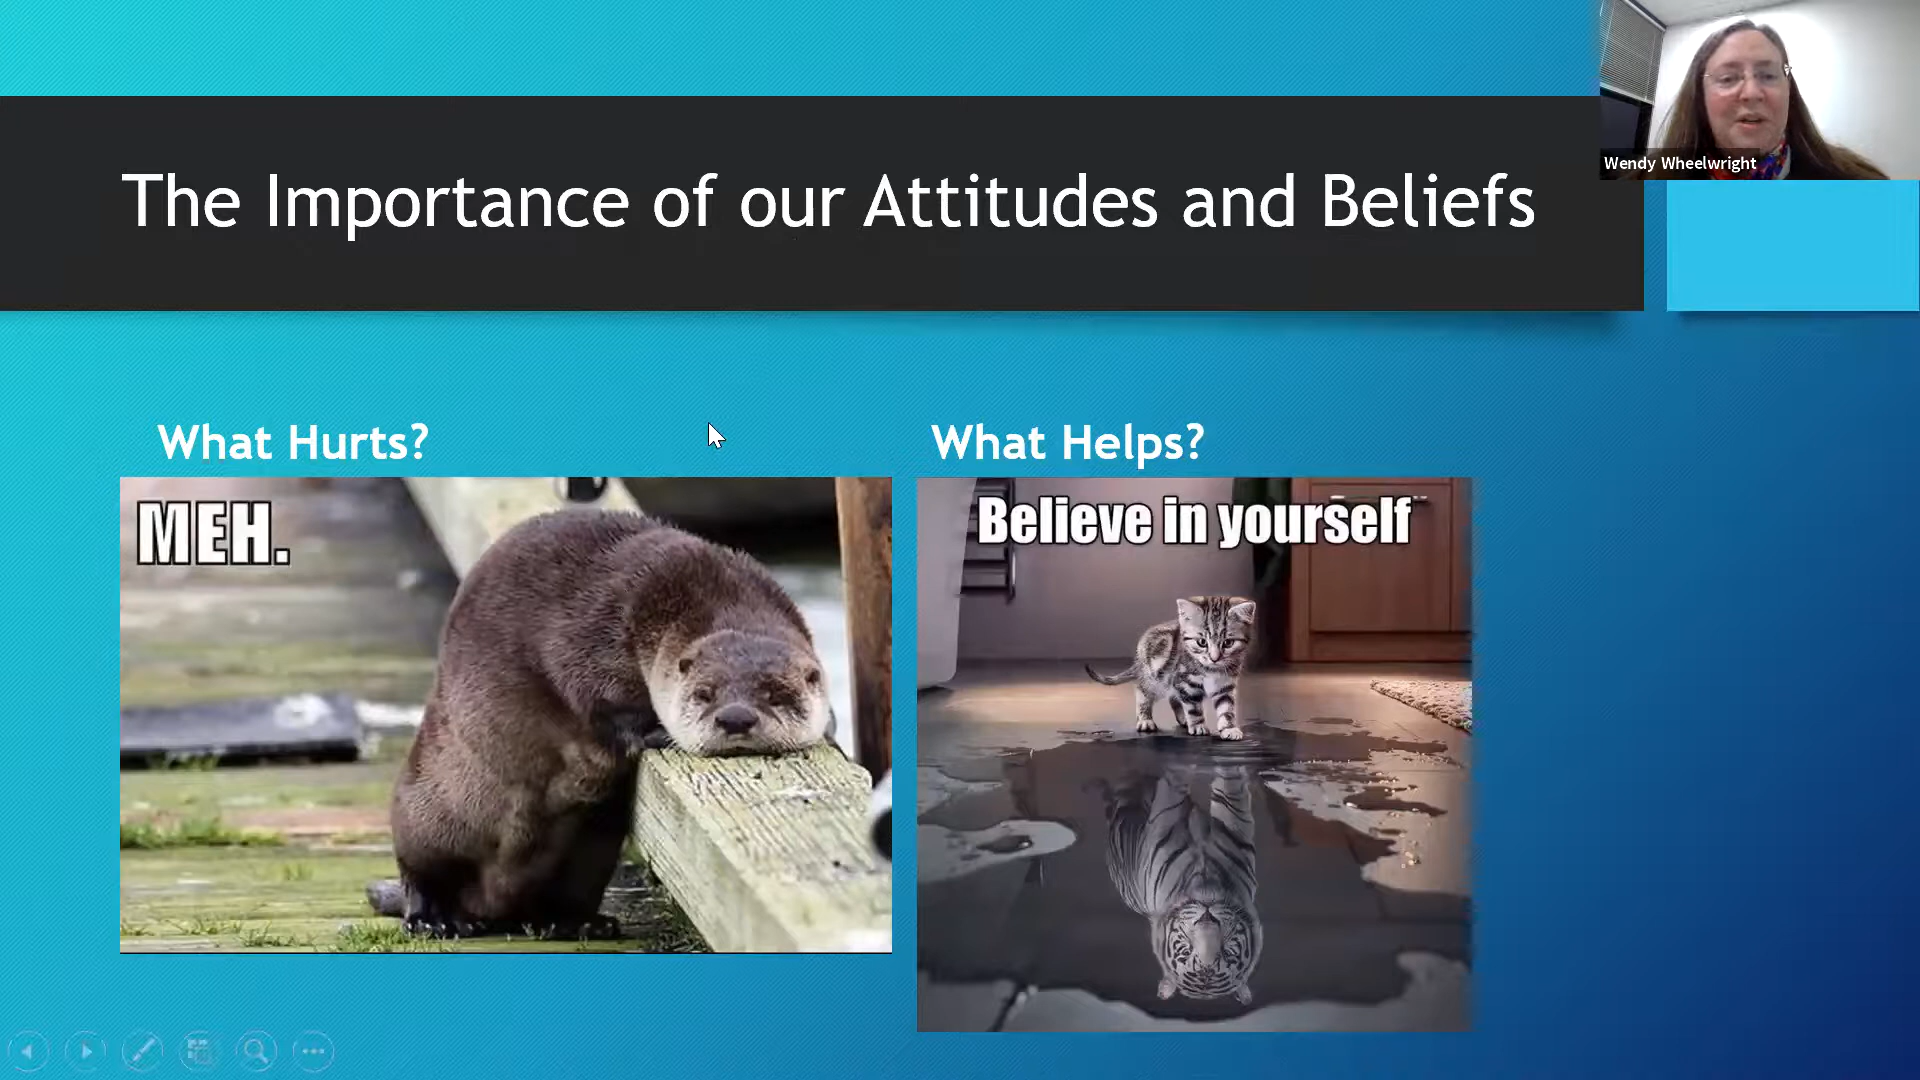 Wendy Wheelwright
The Importance of our Attitudes and Beliefs
What Hurts?
What Helps?
MEH.
Believe in yourself